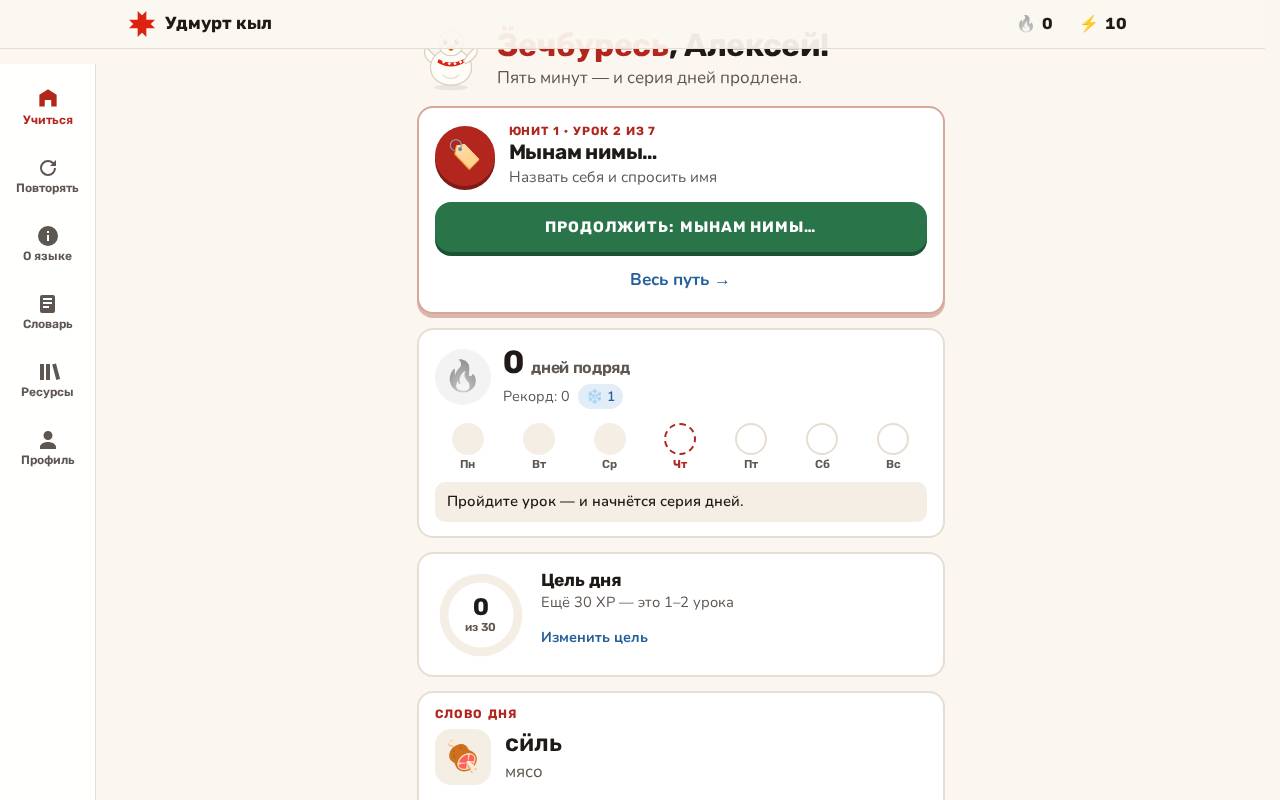 Удмурт кыл
0
10
Ӟечбуресь, Алексей!
Пять минут — и серия дней продлена.
Учиться
Повторять
О языке
Словарь
Ресурсы
Профиль
ЮНИТ 1 • УРОК 2 ИЗ 7
Мынам нимы...
Назвать себя и спросить имя
ПРОДОЛЖИТЬ: МЫНАМ НИМЫ...
Весь путь →
0 дней подряд
Рекорд: 0
1
Пн Вт Ср Чт Пт Сб Вс
Пройдите урок — и начнётся серия дней.
0
из 30
Цель дня
Ещё 30 XP — это 1–2 урока
Изменить цель
СЛОВО ДНЯ
сӥль
мясо